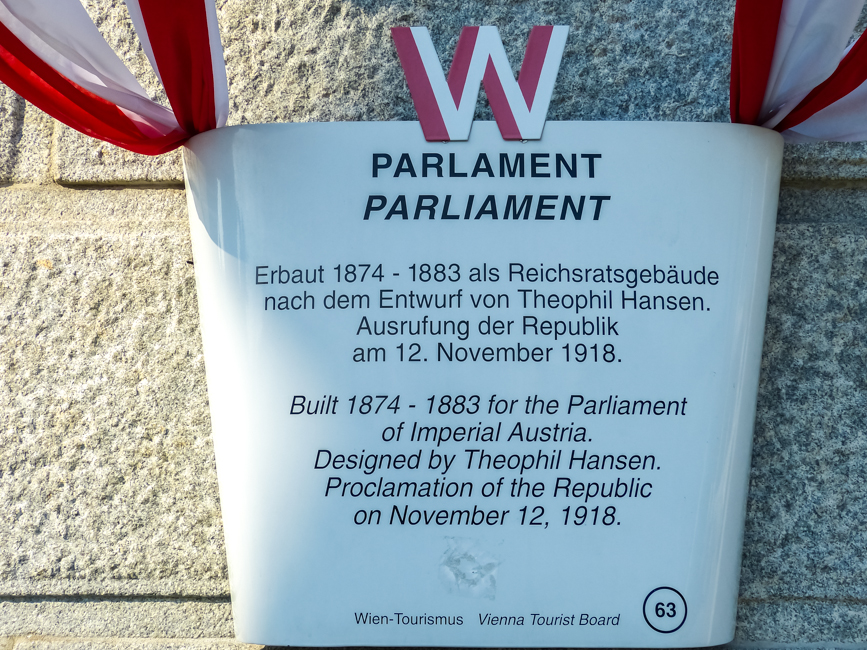 W
PARLAMENT
PARLIAMENT
Erbaut 1874 - 1883 als Reichsratsgebäude
nach dem Entwurf von Theophil Hansen.
Ausrufung der Republik
am 12. November 1918.
Built 1874 - 1883 for the Parliament
of Imperial Austria.
Designed by Theophil Hansen.
Proclamation of the Republic
on November 12, 1918.
Wien-Tourismus Vienna Tourist Board 63